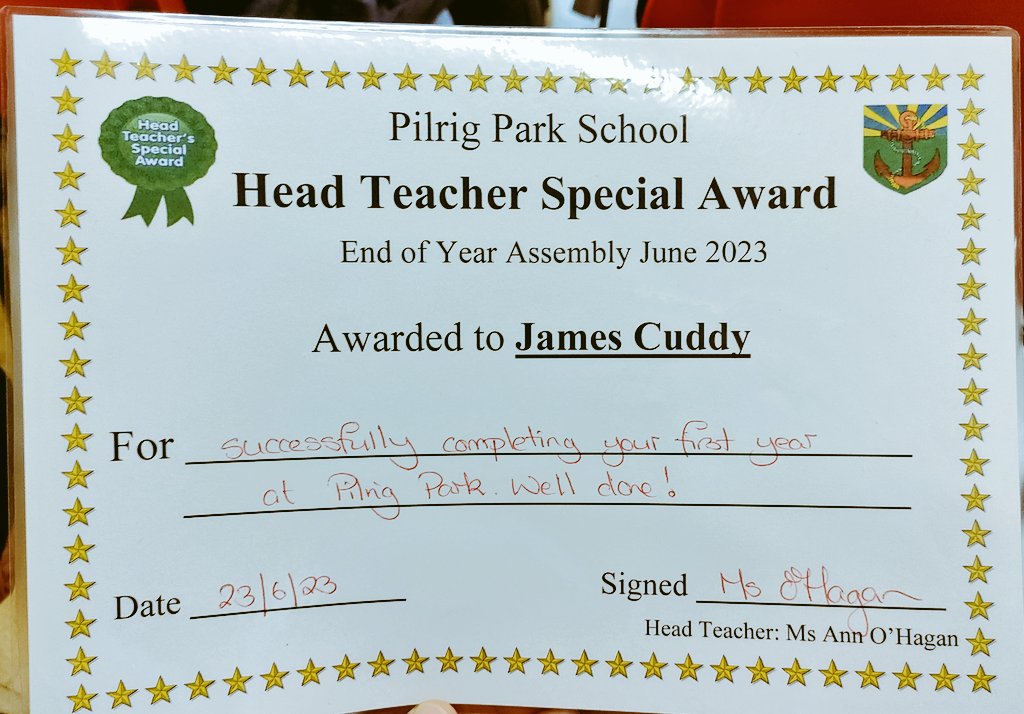 Head
Teacher's
Special
Award
Pilrig Park School
Head Teacher Special Award
End of Year Assembly June 2023
Awarded to James Cuddy
For successfully completing your first year
at Pilrig Park. Well done!
Date 23/6/23
Signed Ms O'Hagan
Head Teacher: Ms Ann O'Hagan